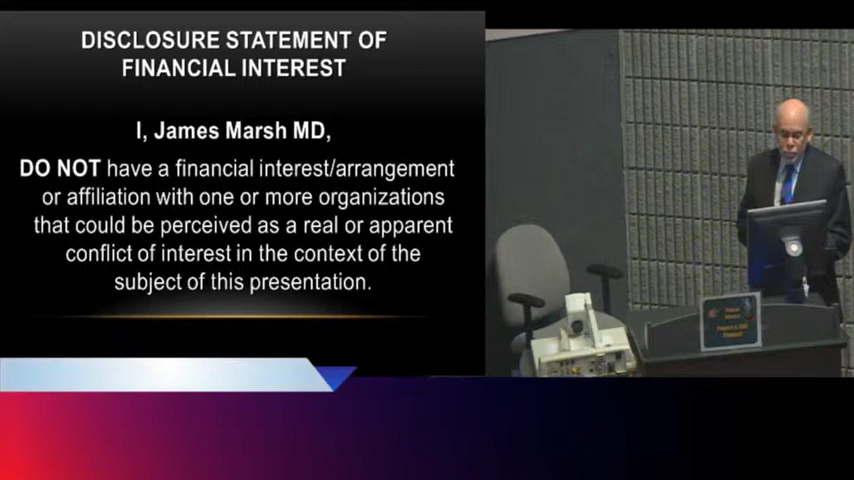 DISCLOSURE STATEMENT OF
FINANCIAL INTEREST
I, James Marsh MD,
DO NOT have a financial interest/arrangement
or affiliation with one or more organizations
that could be perceived as a real or apparent
conflict of interest in the context of the
subject of this presentation.